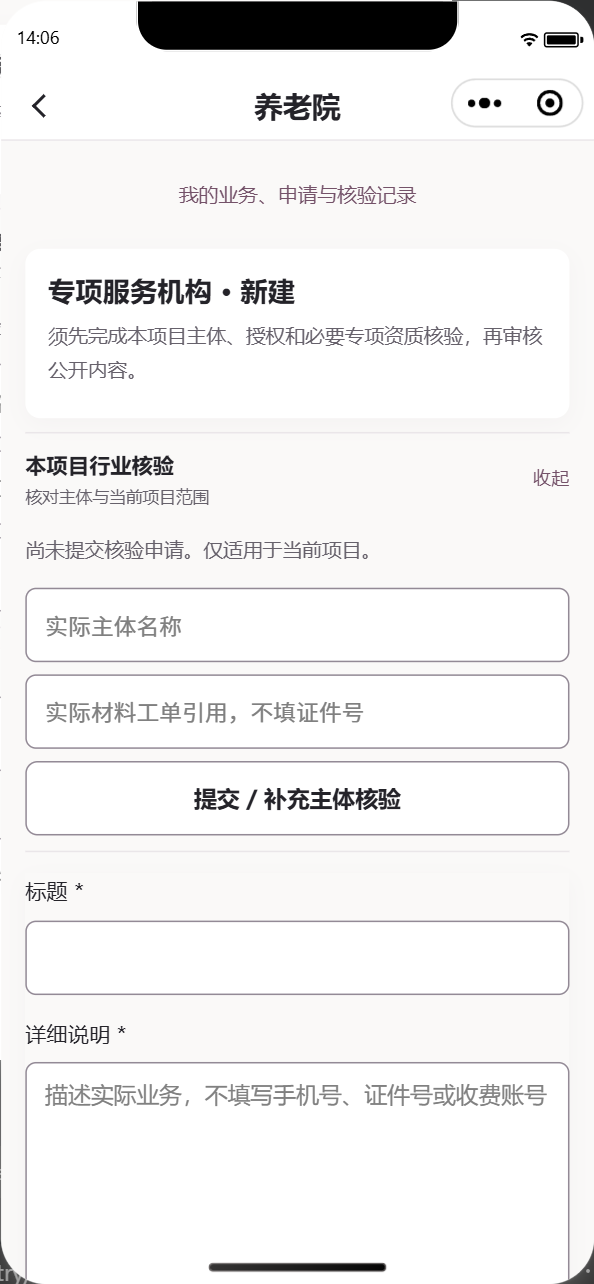 14:06
养老院
我的业务、申请与核验记录
专项服务机构 · 新建
须先完成本项目主体、授权和必要专项资质核验，再审核
公开内容。
本项目行业核验
收起
核对主体与当前项目范围
尚未提交核验申请。仅适用于当前项目。
实际主体名称
实际材料工单引用，不填证件号
提交 / 补充主体核验
标题 *
详细说明 *
描述实际业务，不填写手机号、证件号或收费账号
try